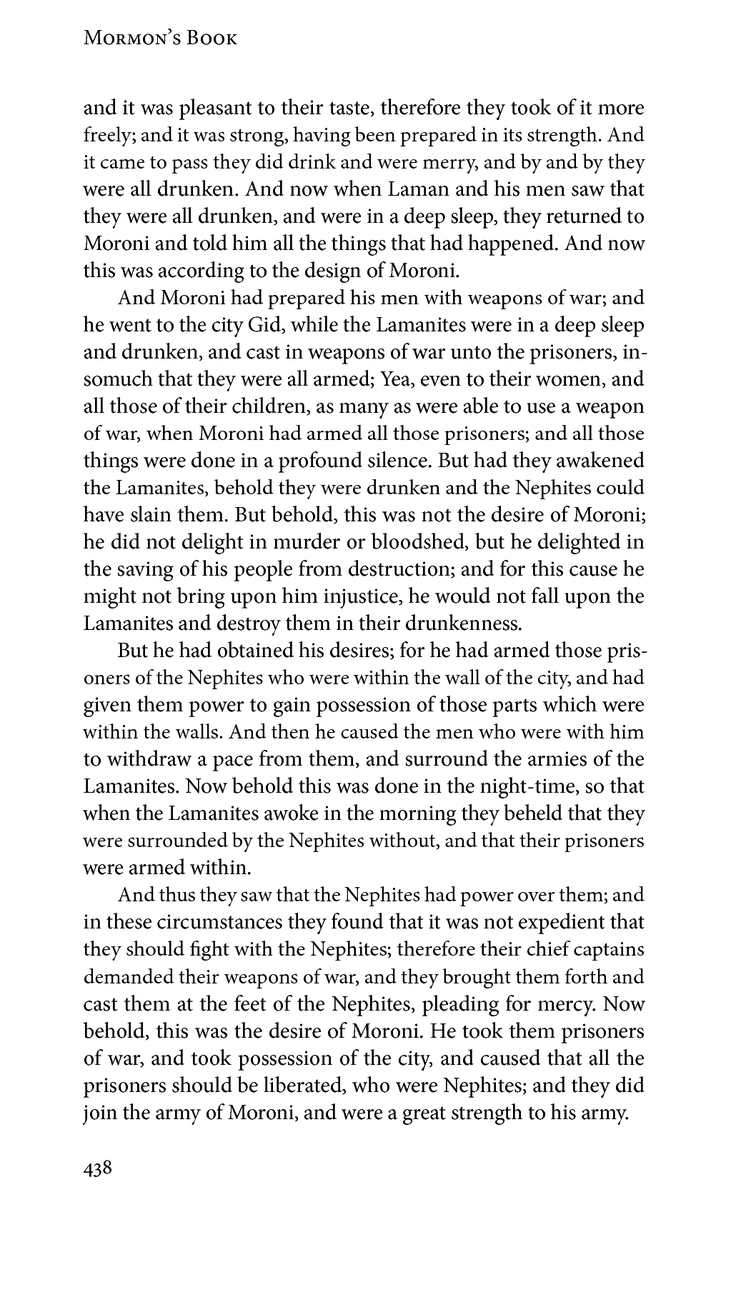 Mormon’s Book
and it was pleasant to their taste, therefore they took of it more
freely; and it was strong, having been prepared in its strength. And
it came to pass they did drink and were merry, and by and by they
were all drunken. And now when Laman and his men saw that
they were all drunken, and were in a deep sleep, they returned to
Moroni and told him all the things that had happened. And now
this was according to the design of Moroni.
And Moroni had prepared his men with weapons of war; and
he went to the city Gid, while the Lamanites were in a deep sleep
and drunken, and cast in weapons of war unto the prisoners, in-
somuch that they were all armed; Yea, even to their women, and
all those of their children, as many as were able to use a weapon
of war, when Moroni had armed all those prisoners; and all those
things were done in a profound silence. But had they awakened
the Lamanites, behold they were drunken and the Nephites could
have slain them. But behold, this was not the desire of Moroni;
he did not delight in murder or bloodshed, but he delighted in
the saving of his people from destruction; and for this cause he
might not bring upon him injustice, he would not fall upon the
Lamanites and destroy them in their drunkenness.
But he had obtained his desires; for he had armed those pris-
oners of the Nephites who were within the wall of the city, and had
given them power to gain possession of those parts which were
within the walls. And then he caused the men who were with him
to withdraw a pace from them, and surround the armies of the
Lamanites. Now behold this was done in the night-time, so that
when the Lamanites awoke in the morning they beheld that they
were surrounded by the Nephites without, and that their prisoners
were armed within.
And thus they saw that the Nephites had power over them; and
in these circumstances they found that it was not expedient that
they should fight with the Nephites; therefore their chief captains
demanded their weapons of war, and they brought them forth and
cast them at the feet of the Nephites, pleading for mercy. Now
behold, this was the desire of Moroni. He took them prisoners
of war, and took possession of the city, and caused that all the
prisoners should be liberated, who were Nephites; and they did
join the army of Moroni, and were a great strength to his army.
438